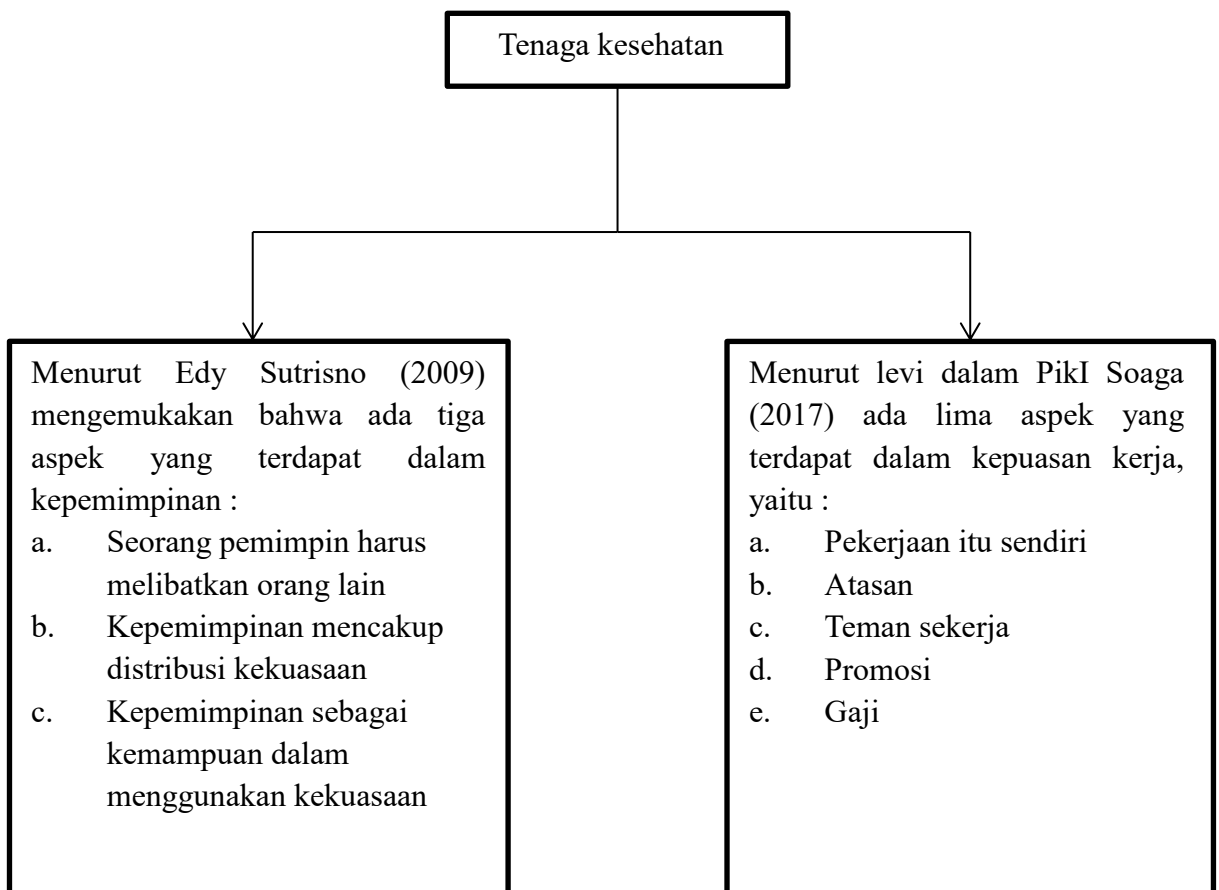 Tenaga kesehatan
Menurut Edy Sutrisno (2009)
mengemukakan bahwa ada tiga
aspek yang terdapat dalam
kepemimpinan :
a. Seorang pemimpin harus
melibatkan orang lain
b. Kepemimpinan mencakup
distribusi kekuasaan
c. Kepemimpinan sebagai
kemampuan dalam
menggunakan kekuasaan
Menurut levi dalam PikI Soaga
(2017) ada lima aspek yang
terdapat dalam kepuasan kerja,
yaitu :
a. Pekerjaan itu sendiri
b. Atasan
c. Teman sekerja
d. Promosi
e. Gaji